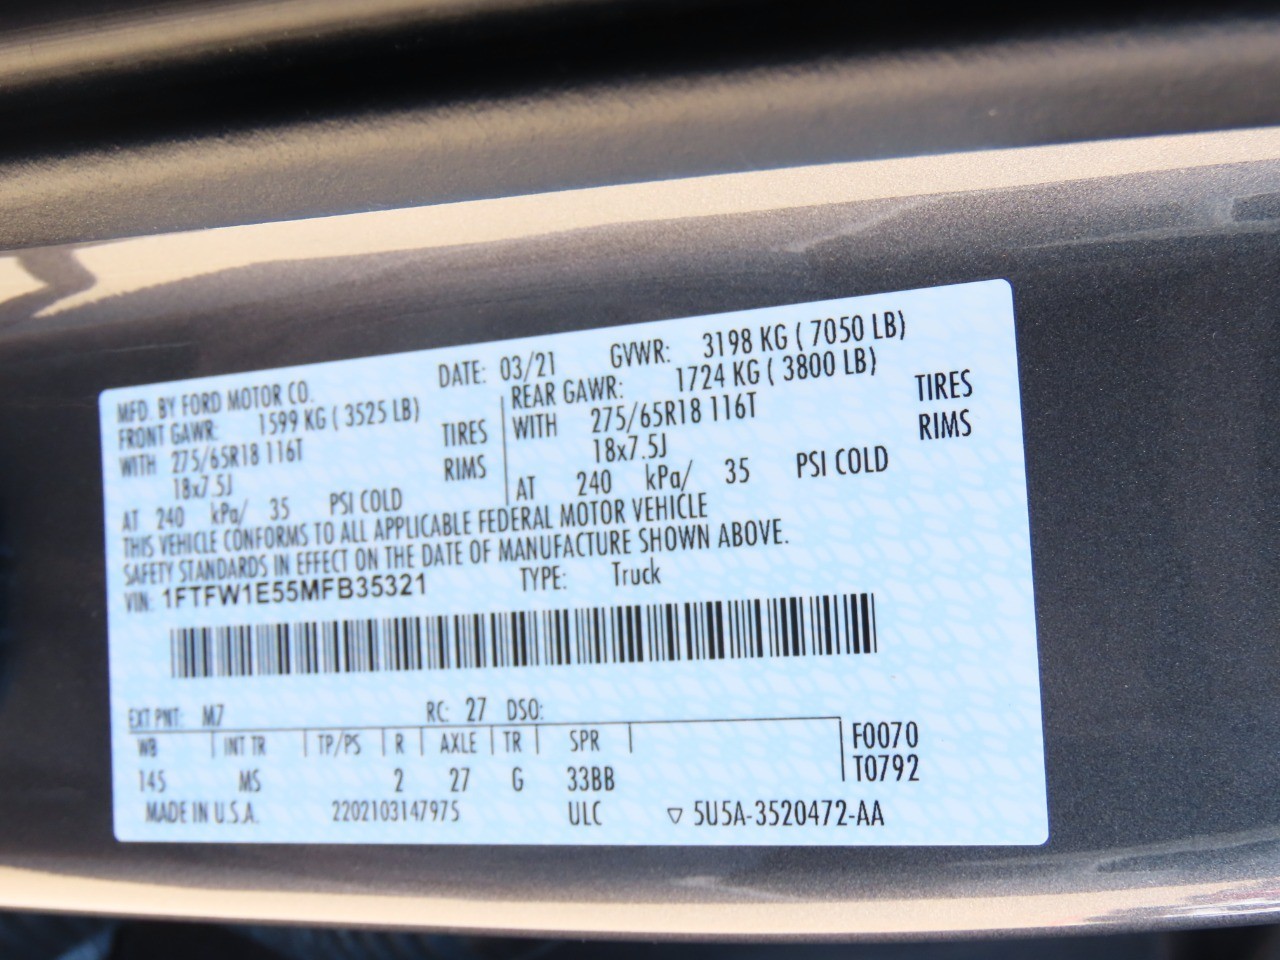 MFD. BY FORD MOTOR CO. DATE: 03/21 GVWR: 3198 KG ( 7050 LB)
FRONT GAWR: 1599 KG ( 3525 LB) REAR GAWR: 1724 KG ( 3800 LB)
WITH 275/65R18 116T TIRES WITH 275/65R18 116T TIRES
18x7.5J RIMS 18x7.5J RIMS
AT 240 kPa/ 35 PSI COLD AT 240 kPa/ 35 PSI COLD
THIS VEHICLE CONFORMS TO ALL APPLICABLE FEDERAL MOTOR VEHICLE
SAFETY STANDARDS IN EFFECT ON THE DATE OF MANUFACTURE SHOWN ABOVE.
VIN: 1FTFW1E55MFB35321 TYPE: Truck
EXT PNT: M7 RC: 27 DSO:
WB INT TR TP/PS R AXLE TR SPR F0070
145 MS 2 27 G 33BB T0792
MADE IN U.S.A. 2202103147975 ULC ▽ 5U5A-3520472-AA